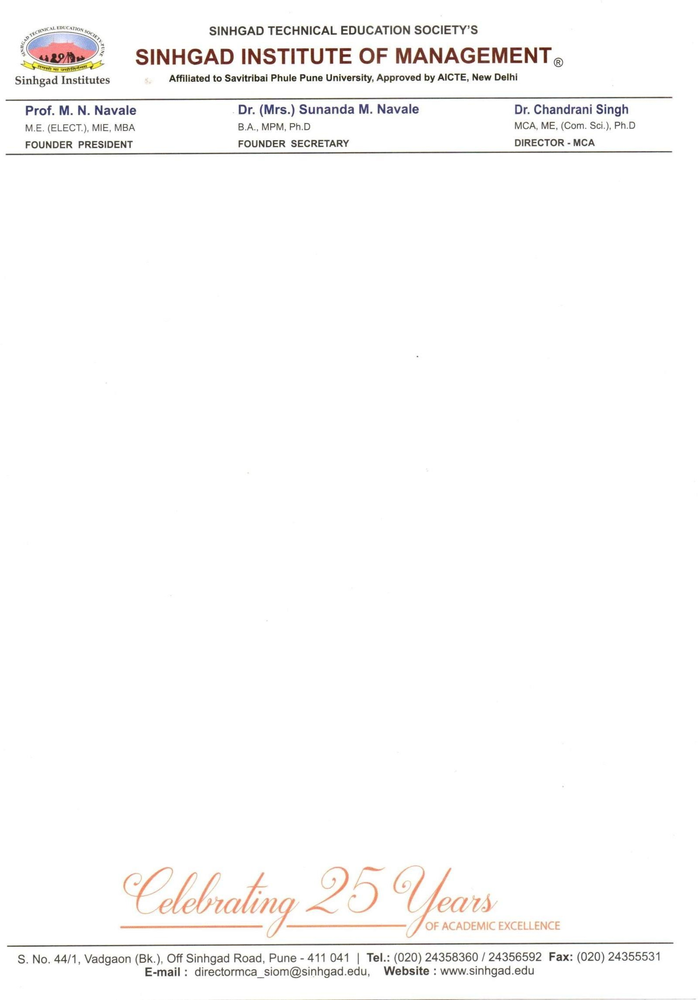 SINHGAD TECHNICAL EDUCATION SOCIETY'S
SINHGAD INSTITUTE OF MANAGEMENT ®
Affiliated to Savitribai Phule Pune University, Approved by AICTE, New Delhi
SINHGAD TECHNICAL EDUCATION SOCIETY-PUNE
तमसो मा ज्योतिर्गमय
Sinhgad Institutes
Prof. M. N. Navale
M.E. (ELECT.), MIE, MBA
FOUNDER PRESIDENT
Dr. (Mrs.) Sunanda M. Navale
B.A., MPM, Ph.D
FOUNDER SECRETARY
Dr. Chandrani Singh
MCA, ME, (Com. Sci.), Ph.D
DIRECTOR - MCA
Celebrating 25 Years
OF ACADEMIC EXCELLENCE
S. No. 44/1, Vadgaon (Bk.), Off Sinhgad Road, Pune - 411 041 | Tel.: (020) 24358360 / 24356592 Fax: (020) 24355531
E-mail : directormca_siom@sinhgad.edu, Website : www.sinhgad.edu